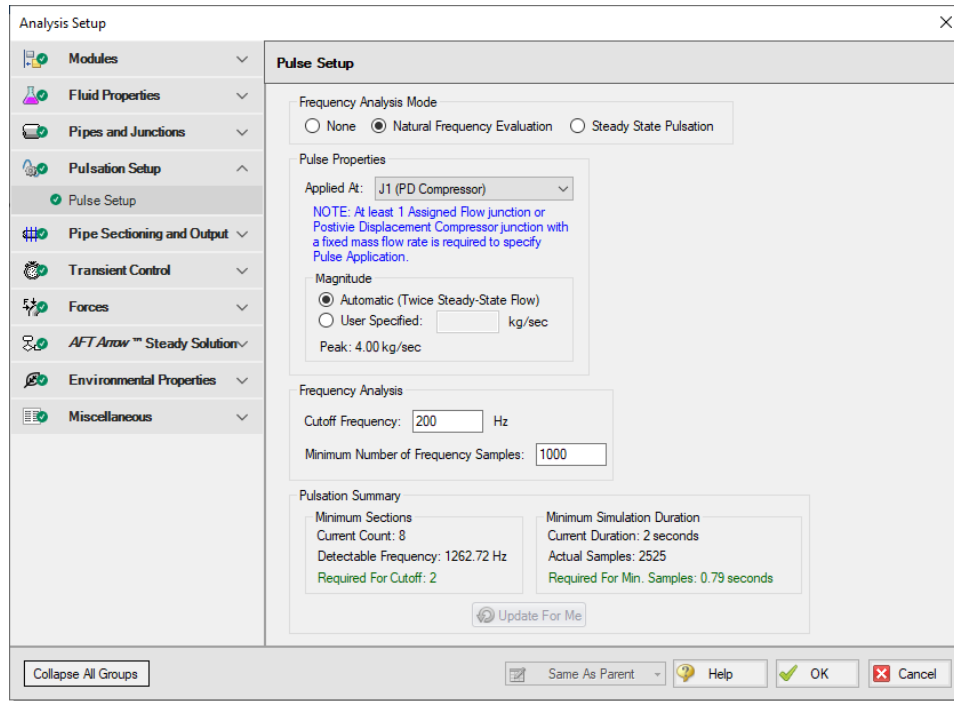 Analysis Setup
Modules
Fluid Properties
Pipes and Junctions
Pulsation Setup
Pulse Setup
Pipe Sectioning and Output
Transient Control
Forces
AFT Arrow ™ Steady Solution
Environmental Properties
Miscellaneous
Pulse Setup
Frequency Analysis Mode
None Natural Frequency Evaluation Steady State Pulsation
Pulse Properties
Applied At: J1 (PD Compressor)
NOTE: At least 1 Assigned Flow junction or
Postivie Displacement Compressor junction with
a fixed mass flow rate is required to specify
Pulse Application.
Magnitude
Automatic (Twice Steady-State Flow)
User Specified: kg/sec
Peak: 4.00 kg/sec
Frequency Analysis
Cutoff Frequency: 200 Hz
Minimum Number of Frequency Samples: 1000
Pulsation Summary
Minimum Sections
Current Count: 8
Detectable Frequency: 1262.72 Hz
Required For Cutoff: 2
Minimum Simulation Duration
Current Duration: 2 seconds
Actual Samples: 2525
Required For Min. Samples: 0.79 seconds
Update For Me
Collapse All Groups
Same As Parent
Help
OK
Cancel